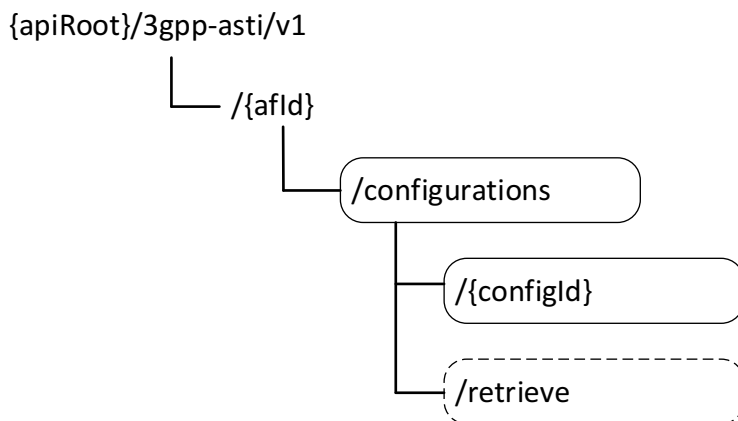 {apiRoot}/3gpp-asti/v1
/{afId}
/configurations
/{configId}
/retrieve